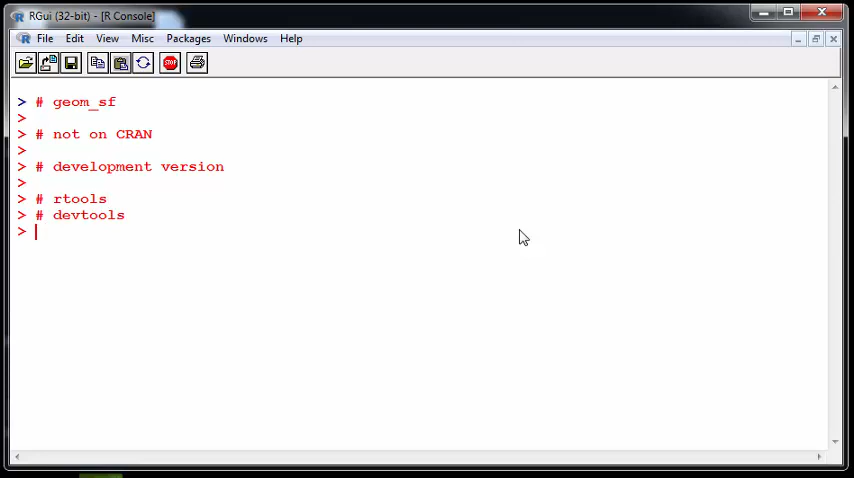 RGui (32-bit) - [R Console]
File Edit View Misc Packages Windows Help
STOP
> # geom_sf
>
> # not on CRAN
>
> # development version
>
> # rtools
> # devtools
>